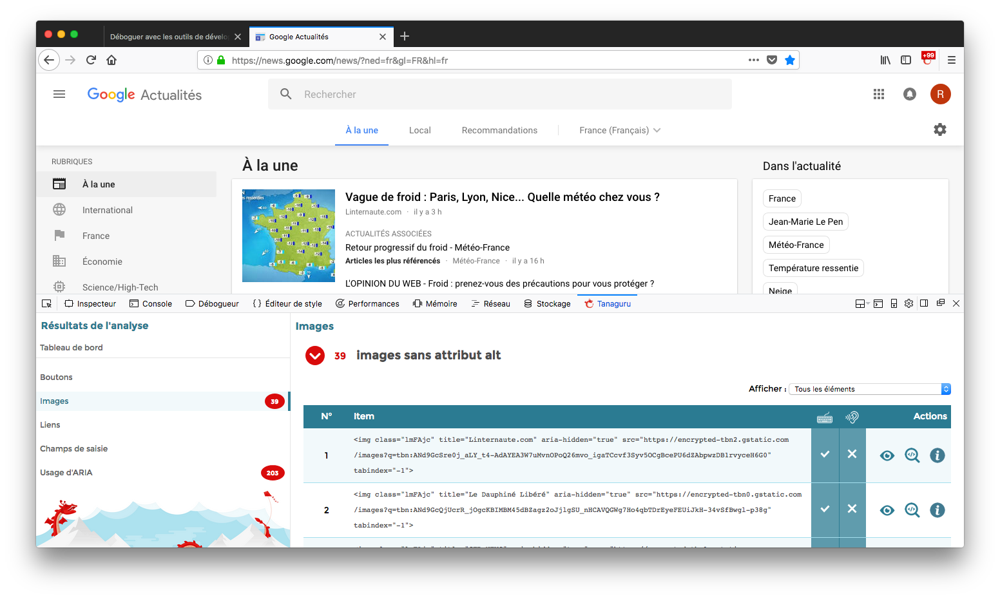 Déboguer avec les outils de dévelo
Google Actualités
+99
https://news.google.com/news/?ned=fr&gl=FR&hl=fr
Google Actualités
Rechercher
R
À la une
Local
Recommandations
France (Français)
RUBRIQUES
À la une
International
France
Économie
Science/High-Tech
À la une
Vague de froid : Paris, Lyon, Nice... Quelle météo chez vous ?
Linternaute.com · il y a 3 h
ACTUALITÉS ASSOCIÉES
Retour progressif du froid - Météo-France
Articles les plus référencés · Météo-France · il y a 16 h
L'OPINION DU WEB - Froid : prenez-vous des précautions pour vous protéger ?
Dans l'actualité
France
Jean-Marie Le Pen
Météo-France
Température ressentie
Neige
Inspecteur
Console
Débogueur
{ } Éditeur de style
Performances
Mémoire
Réseau
Stockage
Tanaguru
Résultats de l'analyse
Tableau de bord
Boutons
Images 39
Liens
Champs de saisie
Usage d'ARIA 203
Images
39 images sans attribut alt
Afficher : Tous les éléments
N° Item Actions
1
<img class="lmFAjc" title="Linternaute.com" aria-hidden="true" src="https://encrypted-tbn2.gstatic.com
/images?q=tbn:ANd9GcSre0j_aLY_t4-AdAYEA3W7uMvnOPoQ26mvo_igaTCcvf3Syv5OCgBcePU6dZAbpwzDB1rvyceH6G0"
tabindex="-1">
2
<img class="lmFAjc" title="Le Dauphiné Libéré" aria-hidden="true" src="https://encrypted-tbn0.gstatic.com
/images?q=tbn:ANd9GcQjUcrR_jOgcKBIMBM45dBZagz2oJjlgSU_nHCAVQGWg7Ho4qbTDrEyeFEUiJkH-34vSfBwgl-p38g"
tabindex="-1">